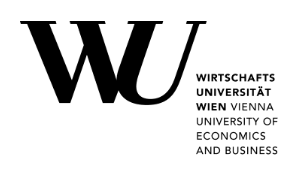 WU
WIRTSCHAFTS
UNIVERSITÄT
WIEN VIENNA
UNIVERSITY OF
ECONOMICS
AND BUSINESS